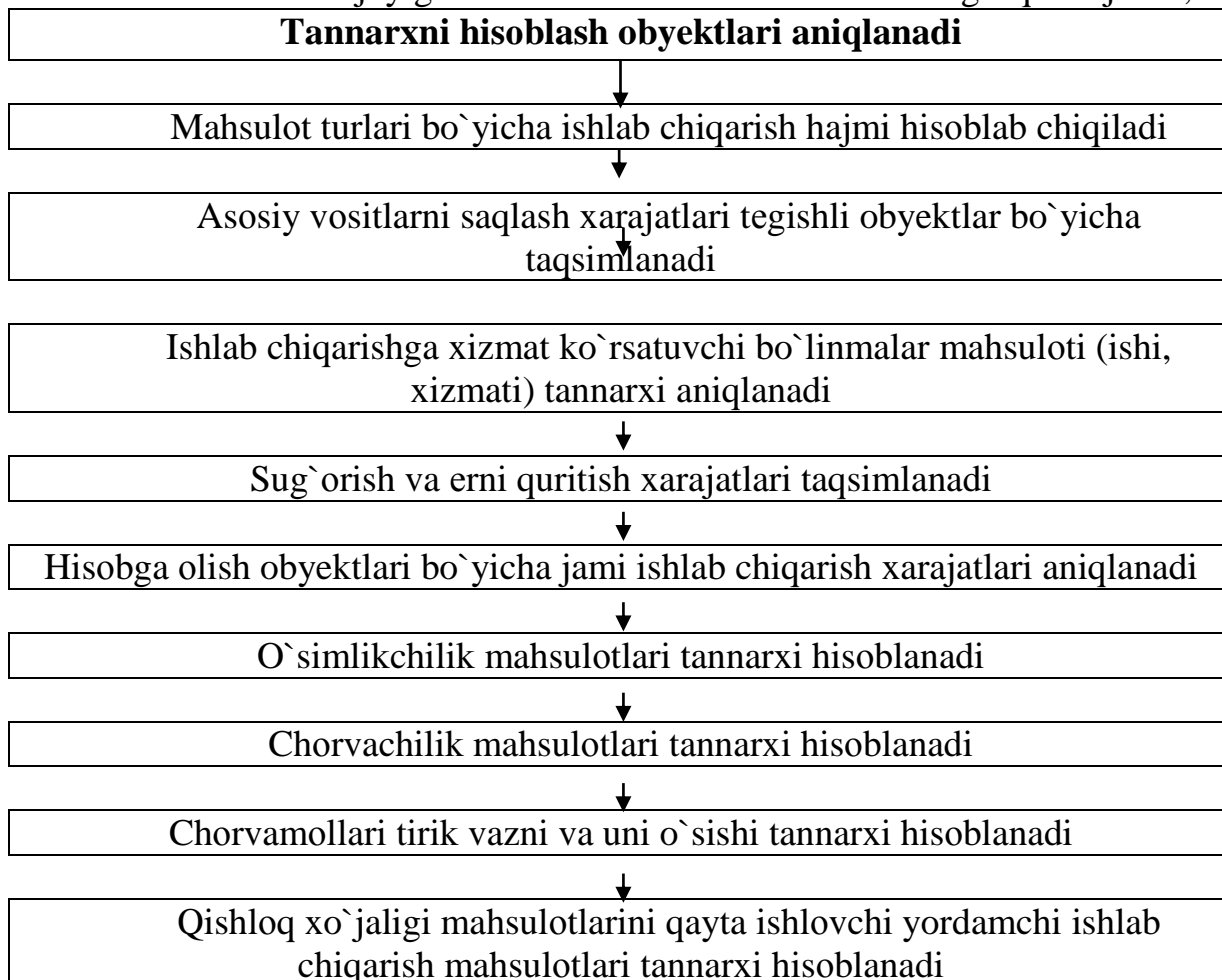 Tannarxni hisoblash obyektlari aniqlanadi
Mahsulot turlari bo`yicha ishlab chiqarish hajmi hisoblab chiqiladi
Asosiy vositlarni saqlash xarajatlari tegishli obyektlar bo`yicha
taqsimlanadi
Ishlab chiqarishga xizmat ko`rsatuvchi bo`linmalar mahsuloti (ishi,
xizmati) tannarxi aniqlanadi
Sug`orish va erni quritish xarajatlari taqsimlanadi
Hisobga olish obyektlari bo`yicha jami ishlab chiqarish xarajatlari aniqlanadi
O`simlikchilik mahsulotlari tannarxi hisoblanadi
Chorvachilik mahsulotlari tannarxi hisoblanadi
Chorvamollari tirik vazni va uni o`sishi tannarxi hisoblanadi
Qishloq xo`jaligi mahsulotlarini qayta ishlovchi yordamchi ishlab
chiqarish mahsulotlari tannarxi hisoblanadi